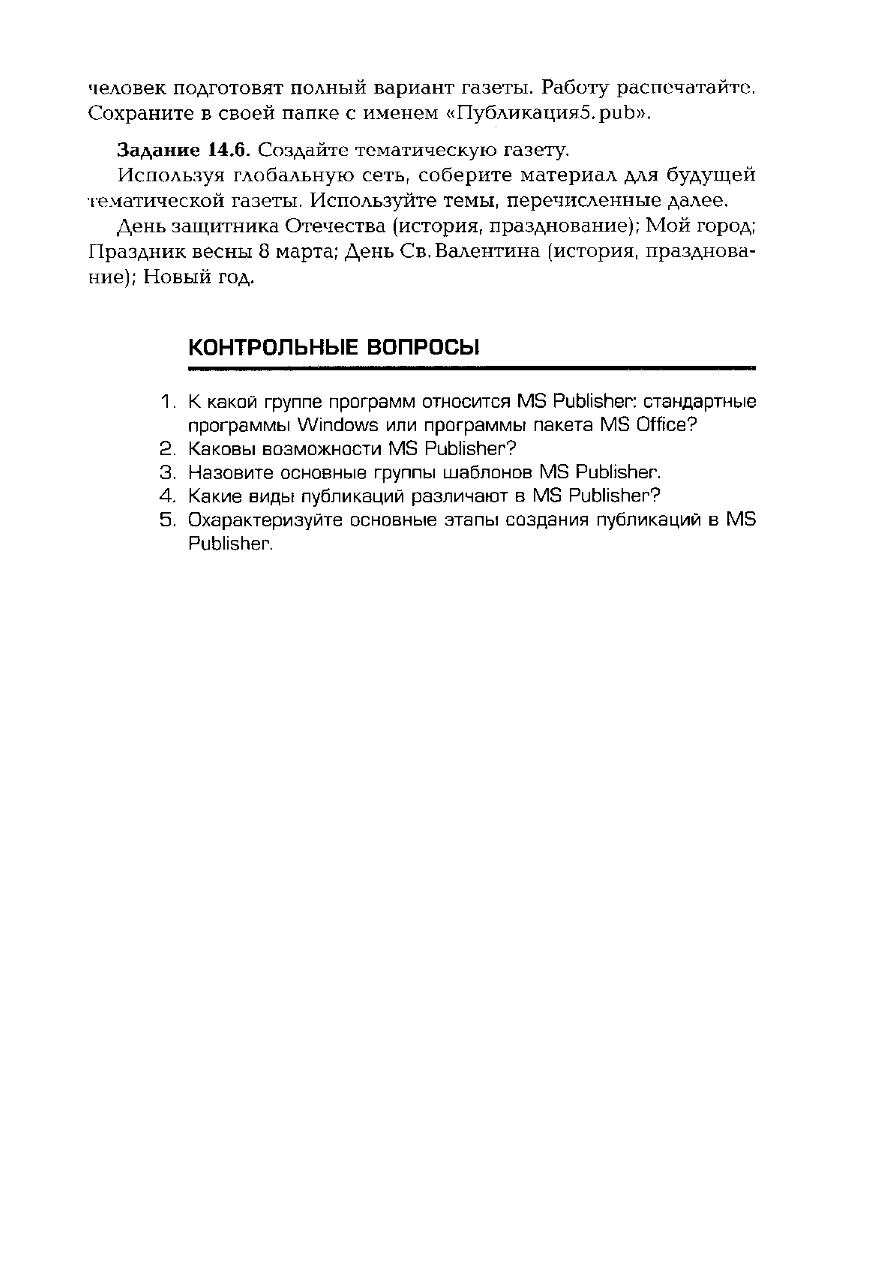 человек подготовят полный вариант газеты. Работу распечатайте.
Сохраните в своей папке с именем «Публикация5.pub».
Задание 14.6. Создайте тематическую газету.
Используя глобальную сеть, соберите материал для будущей
тематической газеты. Используйте темы, перечисленные далее.
День защитника Отечества (история, празднование); Мой город;
Праздник весны 8 марта; День Св. Валентина (история, празднова-
ние); Новый год.
КОНТРОЛЬНЫЕ ВОПРОСЫ
1. К какой группе программ относится MS Publisher: стандартные
программы Windows или программы пакета MS Office?
2. Каковы возможности MS Publisher?
3. Назовите основные группы шаблонов MS Publisher.
4. Какие виды публикаций различают в MS Publisher?
5. Охарактеризуйте основные этапы создания публикаций в MS
Publisher.